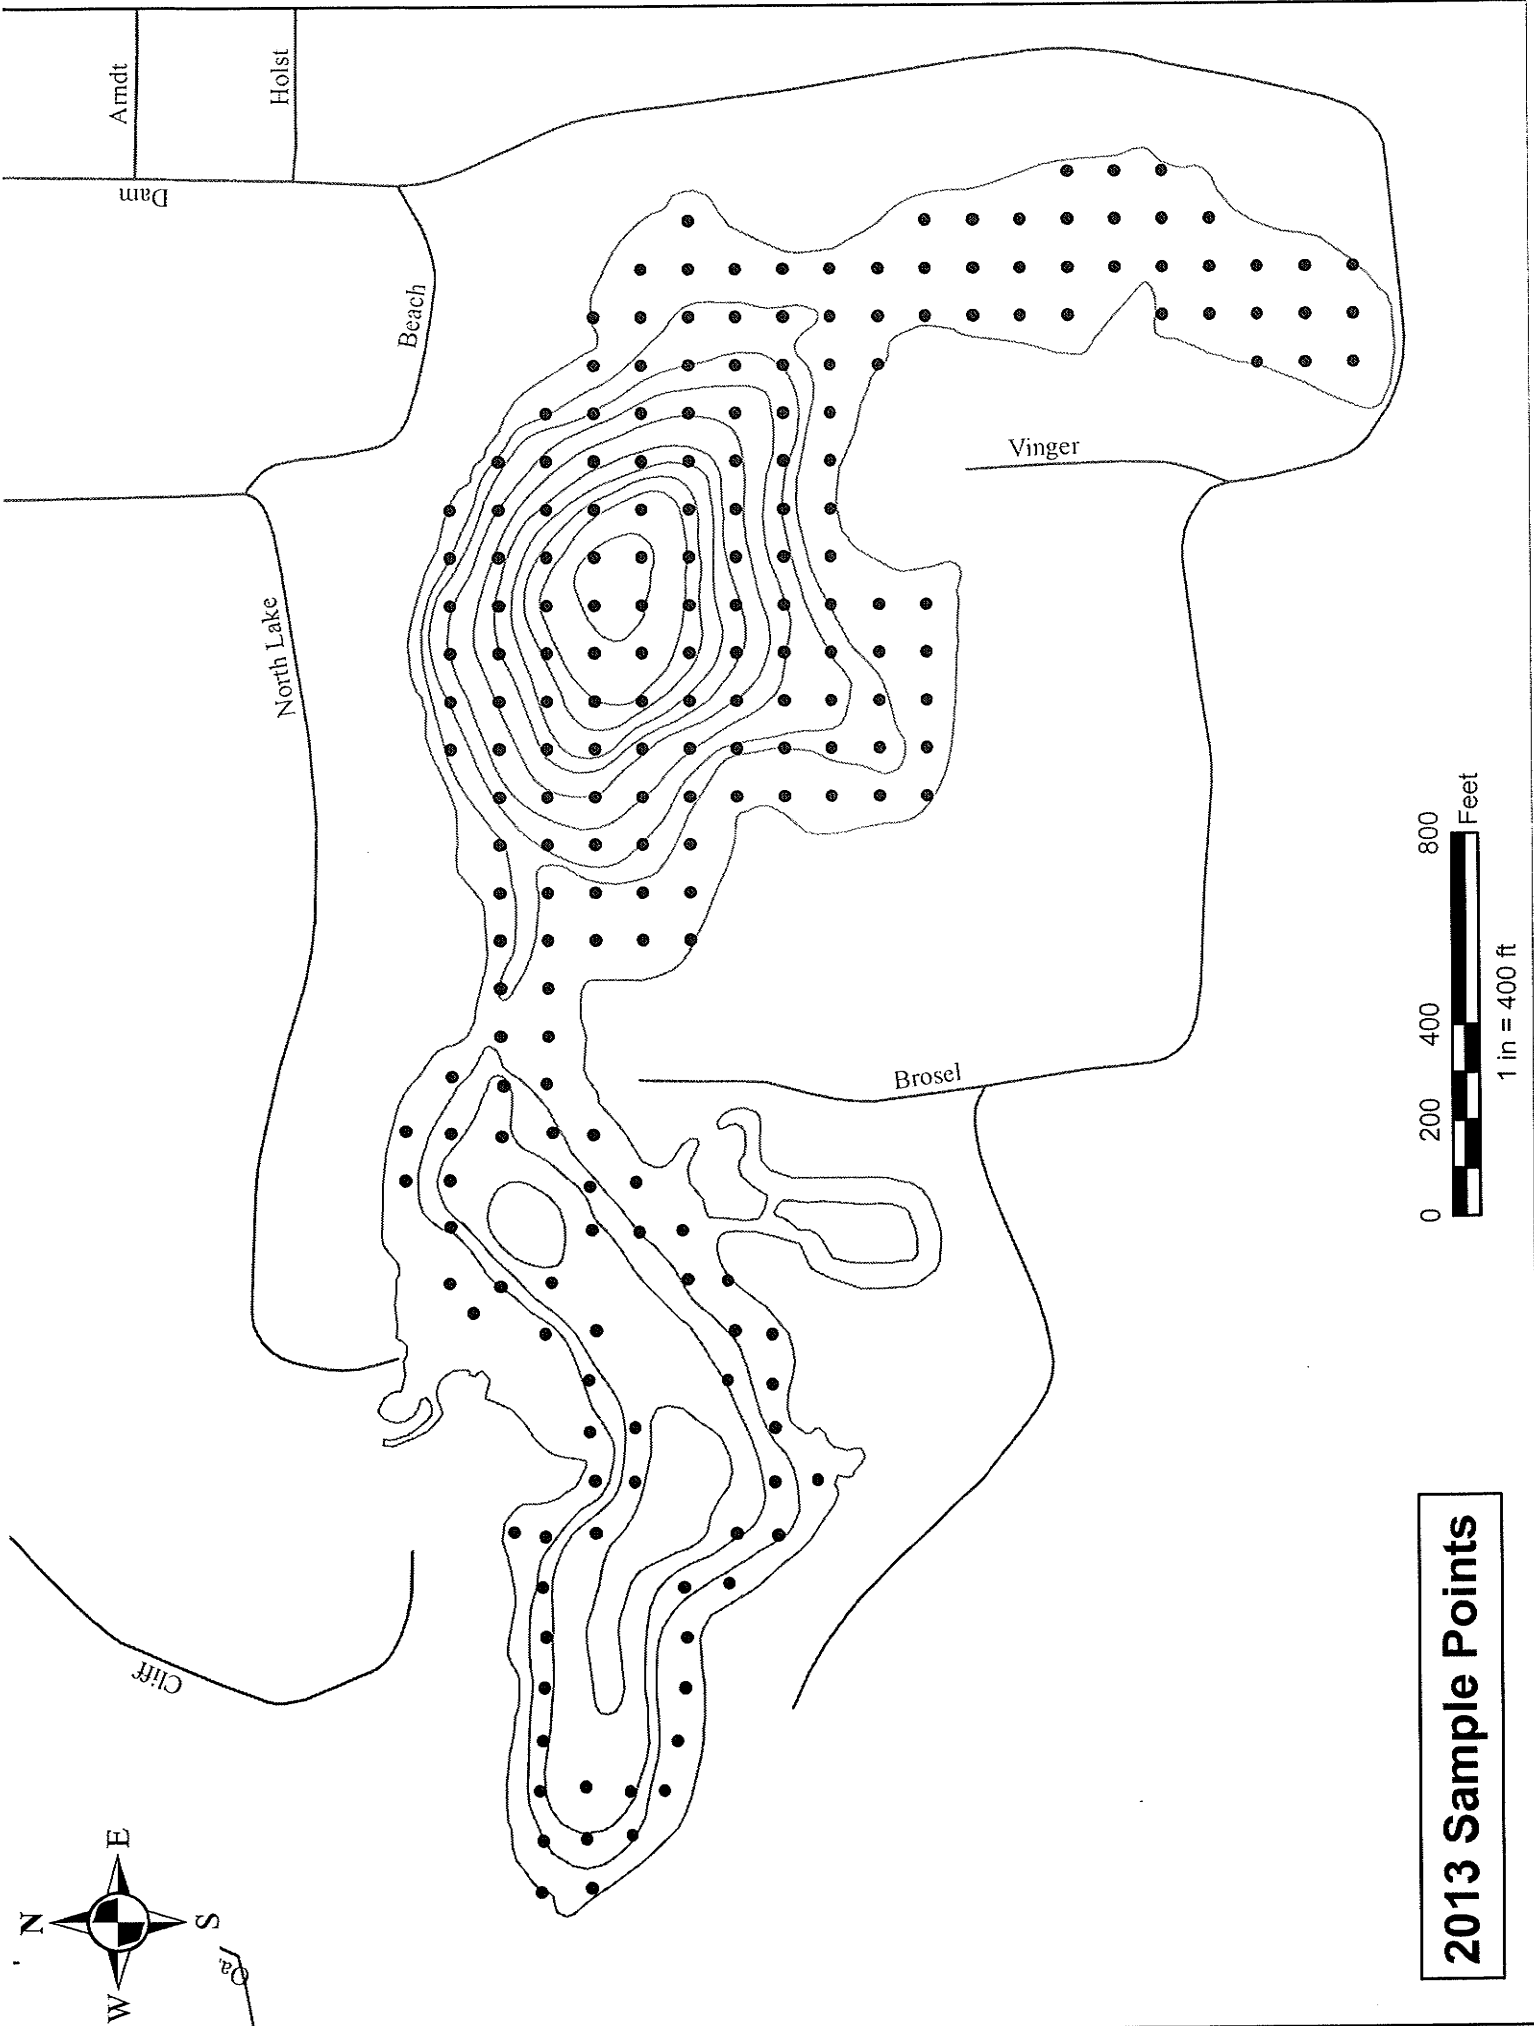 N
W E
S
Oa
Cliff
North Lake
Beach
Dam
Arndt
Holst
Brosel
Vinger
2013 Sample Points
0 200 400 800
Feet
1 in = 400 ft